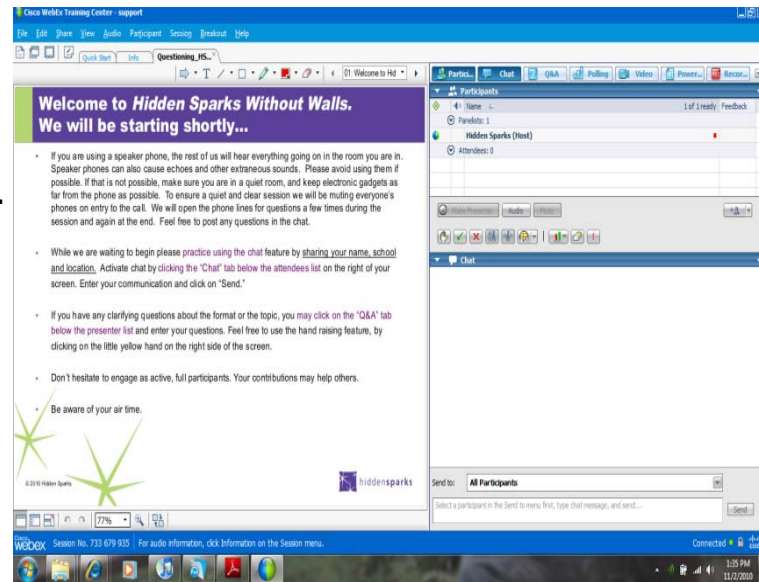 Cisco WebEx Training Center - support
File Edit Share View Audio Participant Session Breakout Help
Quick Start Info Questioning_HS...
01: Welcome to Hid
Welcome to Hidden Sparks Without Walls.
We will be starting shortly...
If you are using a speaker phone, the rest of us will hear everything going on in the room you are in.
Speaker phones can also cause echoes and other extraneous sounds. Please avoid using them if
possible. If that is not possible, make sure you are in a quiet room, and keep electronic gadgets as
far from the phone as possible. To ensure a quiet and clear session we will be muting everyone's
phones on entry to the call. We will open the phone lines for questions a few times during the
session and again at the end. Feel free to post any questions in the chat.
While we are waiting to begin please practice using the chat feature by sharing your name, school
and location. Activate chat by clicking the "Chat" tab below the attendees list on the right of your
screen. Enter your communication and click on "Send."
If you have any clarifying questions about the format or the topic, you may click on the "Q&A" tab
below the presenter list and enter your questions. Feel free to use the hand raising feature, by
clicking on the little yellow hand on the right side of the screen.
Don't hesitate to engage as active, full participants. Your contributions may help others.
Be aware of your air time.
©2010 Hidden Sparks
hiddensparks
77%
Partici... Chat Q&A Polling Video Power... Recor...
Participants
Name 1 of 1 ready Feedback
Panelists: 1
Hidden Sparks (Host)
Attendees: 0
Make Presenter Audio Mute
Chat
Send to: All Participants
Select a participant in the Send to menu first, type chat message, and send...
Send
Cisco WebEx Session No. 733 679 935 For audio information, click Information on the Session menu.
Connected
1:35 PM
11/2/2010